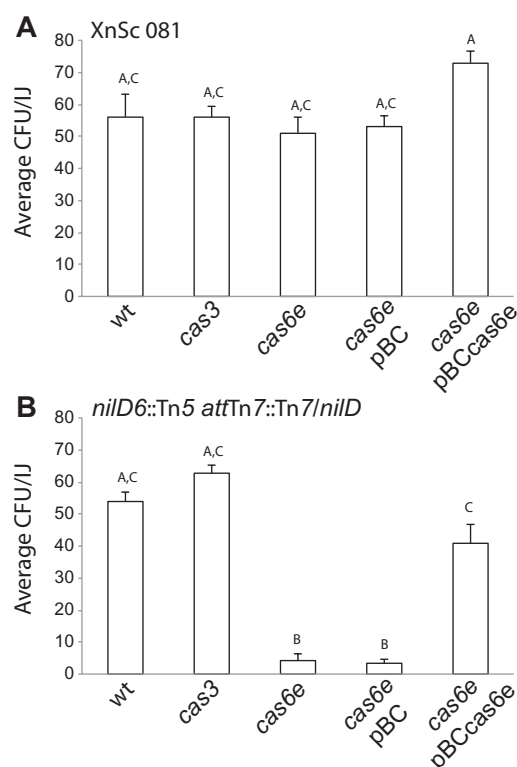 A XnSc 081
Average CFU/IJ
80
70
60
50
40
30
20
10
0
A,C
A,C
A,C
A,C
A
wt
cas3
cas6e
cas6e
pBC
cas6e
pBCcas6e
B nilD6::Tn5 attTn7::Tn7/nilD
Average CFU/IJ
80
70
60
50
40
30
20
10
0
A,C
A,C
B
B
C
wt
cas3
cas6e
cas6e
pBC
cas6e
pBCcas6e